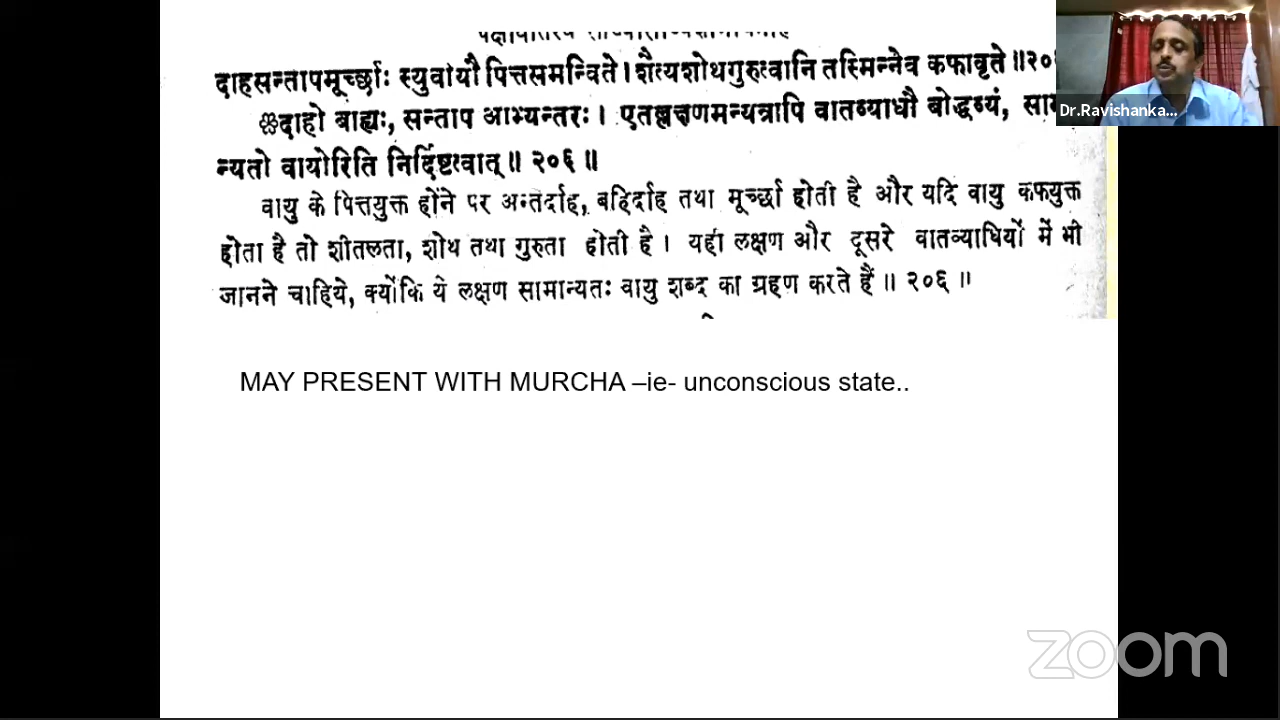 दाहसन्तापमूर्च्छाः स्युर्वायौ पित्तसमन्विते। शैत्यशोथगुरुत्वानि तस्मिन्नेव कफावृते॥२०
दाहो बाह्यः, सन्ताप आभ्यन्तरः। एतल्लक्षणमन्यत्रापि वातव्याधौ बोद्धव्यं, सामा
न्यतो वायोरिति निर्दिष्टत्वात्॥ २०६॥
वायु के पित्तयुक्त होने पर अन्तर्दाह, बहिर्दाह तथा मूर्च्छा होती है और यदि वायु कफयुक्त
होता है तो शीतलता, शोथ तथा गुरुता होती है। यही लक्षण और दूसरे वातव्याधियों में भी
जानने चाहिये, क्योंकि ये लक्षण सामान्यतः वायु शब्द का ग्रहण करते हैं॥ २०६॥
MAY PRESENT WITH MURCHA –ie- unconscious state..
Dr.Ravishanka...
zoom